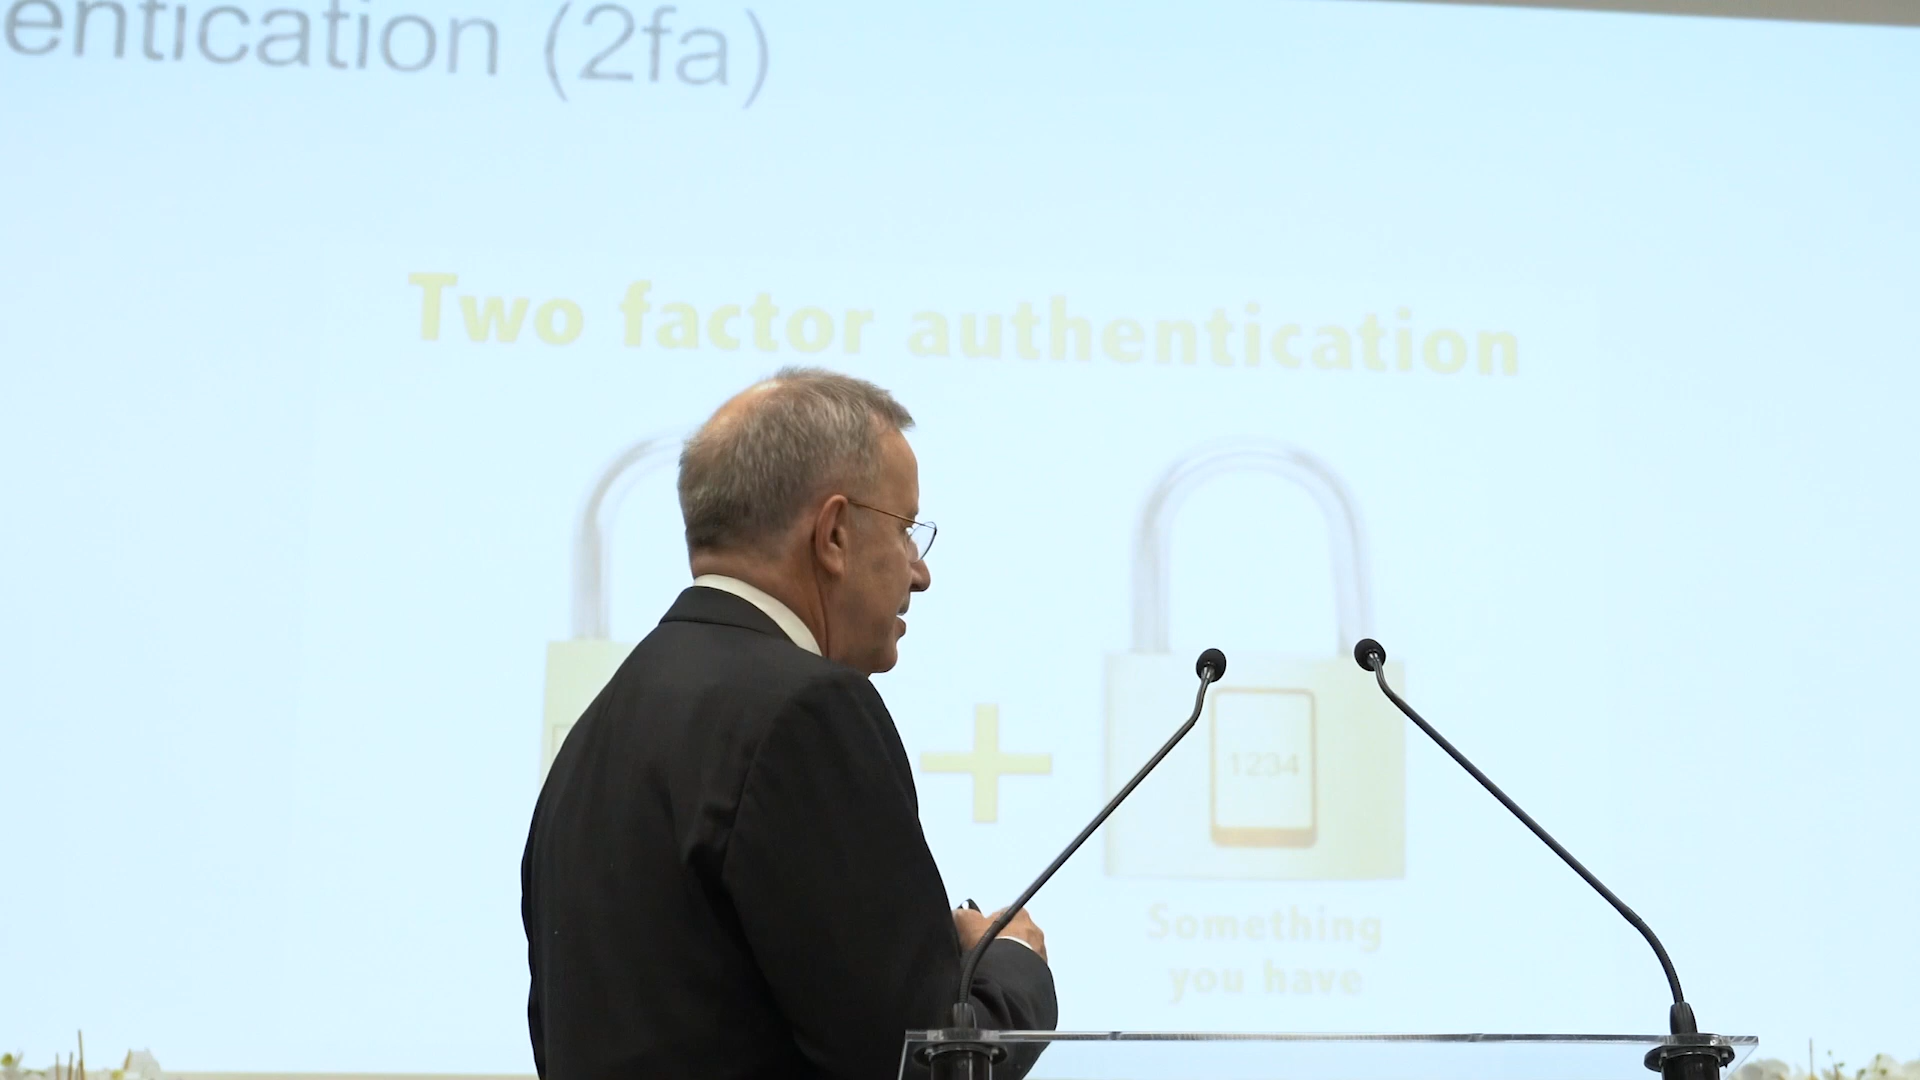 entication (2fa)
Two factor authentication
1234
Something
you have